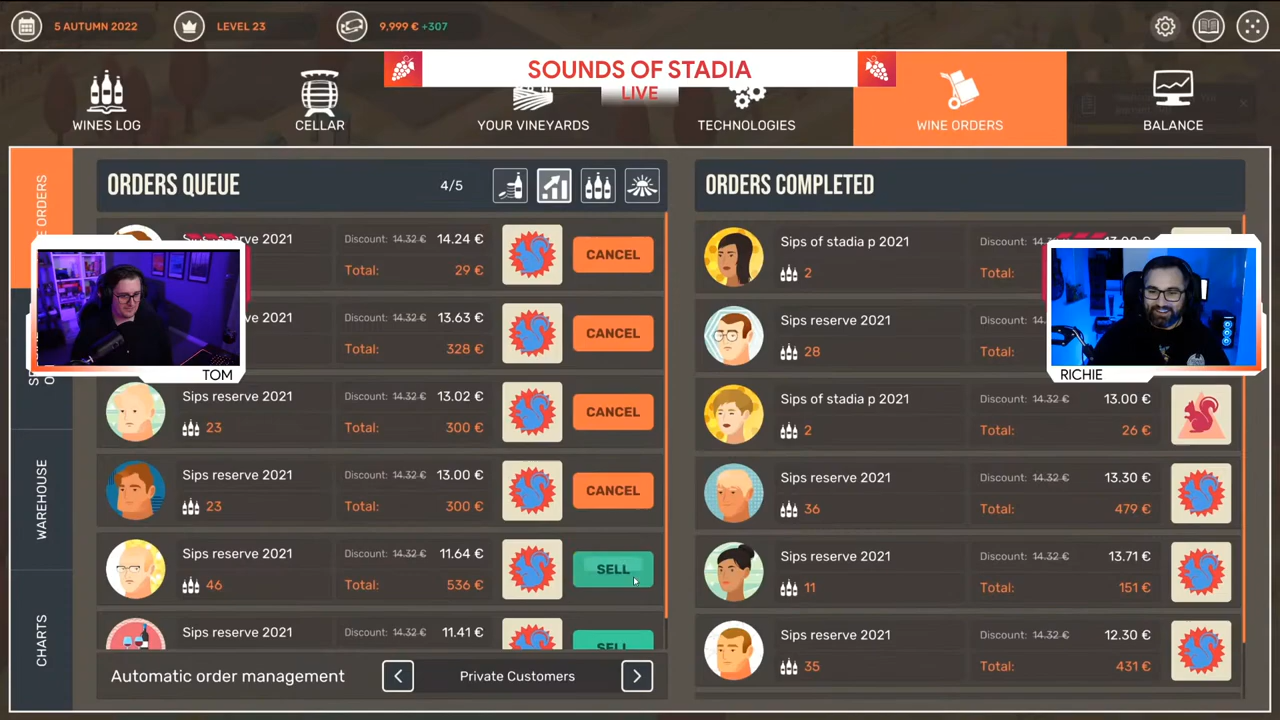 5 AUTUMN 2022 LEVEL 23 9,999 € +307
SOUNDS OF STADIA
LIVE
WINES LOG CELLAR YOUR VINEYARDS TECHNOLOGIES WINE ORDERS BALANCE
ORDERS QUEUE 4/5
reserve 2021 Discount: 14.32 € 14.24 € CANCEL
Total: 29 €
2021 Discount: 14.32 € 13.63 € CANCEL
Total: 328 €
Sips reserve 2021 Discount: 14.32 € 13.02 € CANCEL
23 Total: 300 €
Sips reserve 2021 Discount: 14.32 € 13.00 € CANCEL
23 Total: 300 €
Sips reserve 2021 Discount: 14.32 € 11.64 € SELL
46 Total: 536 €
Sips reserve 2021 Discount: 14.32 € 11.41 € SELL
Automatic order management < Private Customers >
ORDERS COMPLETED
Sips of stadia p 2021 Discount:
2 Total:
Sips reserve 2021 Discount: 14.32
28 Total:
Sips of stadia p 2021 Discount: 14.32 € 13.00 €
2 Total: 26 €
Sips reserve 2021 Discount: 14.32 € 13.30 €
36 Total: 479 €
Sips reserve 2021 Discount: 14.32 € 13.71 €
11 Total: 151 €
Sips reserve 2021 Discount: 14.32 € 12.30 €
35 Total: 431 €
ORDERS
WAREHOUSE
CHARTS
TOM
RICHIE